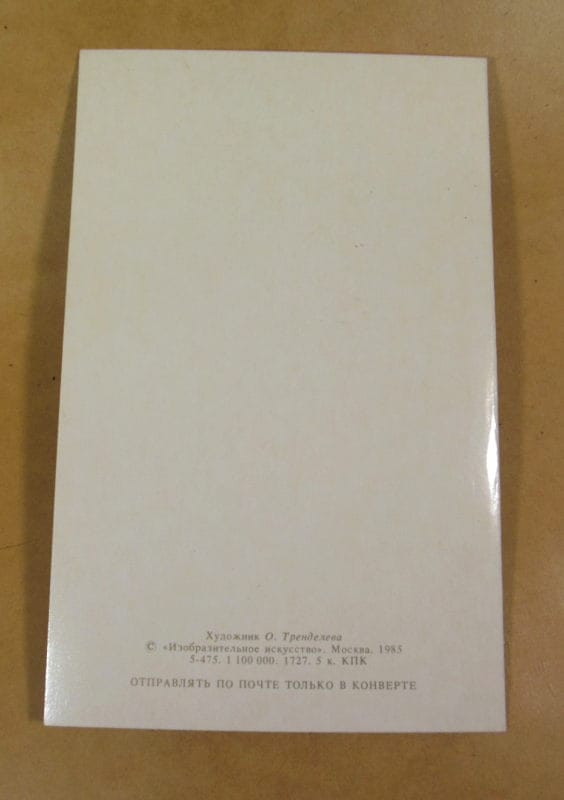 Художник О. Тренделева
© «Изобразительное искусство». Москва. 1985
5-475. 1 100 000. 1727. 5 к. КПК
ОТПРАВЛЯТЬ ПО ПОЧТЕ ТОЛЬКО В КОНВЕРТЕ